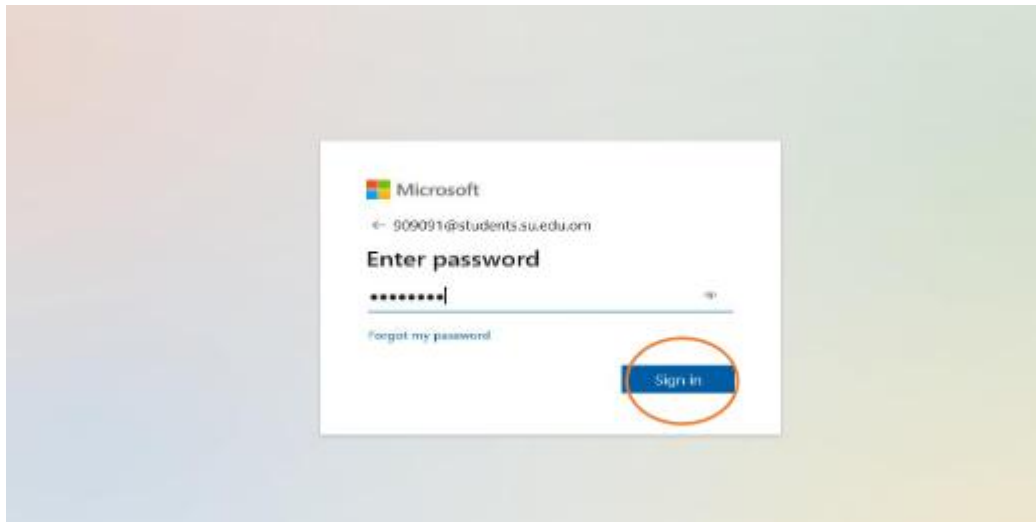 Microsoft
← 909091@students.su.edu.om
Enter password
••••••••
Forgot my password
Sign in